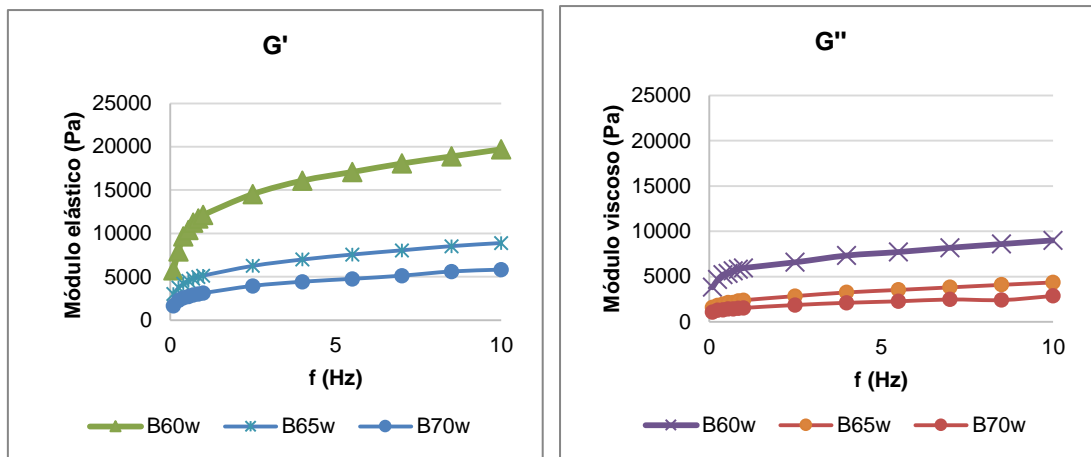 G'
Módulo elástico (Pa)
25000
20000
15000
10000
5000
0
0 5 10
f (Hz)
B60w B65w B70w
G"
Módulo viscoso (Pa)
25000
20000
15000
10000
5000
0
0 5 10
f (Hz)
B60w B65w B70w